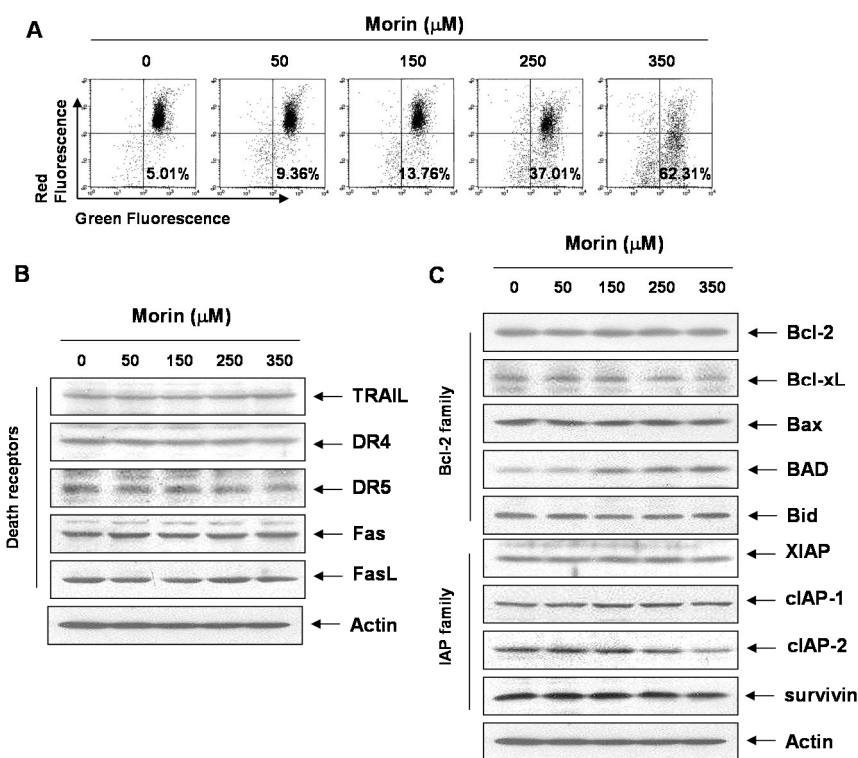 A
Morin (μM)
0 50 150 250 350
Red
Fluorescence
5.01% 9.36% 13.76% 37.01% 62.31%
Green Fluorescence
B
Morin (μM)
0 50 150 250 350
Death receptors
TRAIL
DR4
DR5
Fas
FasL
Actin
C
Morin (μM)
0 50 150 250 350
Bcl-2 family
Bcl-2
Bcl-xL
Bax
BAD
Bid
IAP family
XIAP
cIAP-1
cIAP-2
survivin
Actin